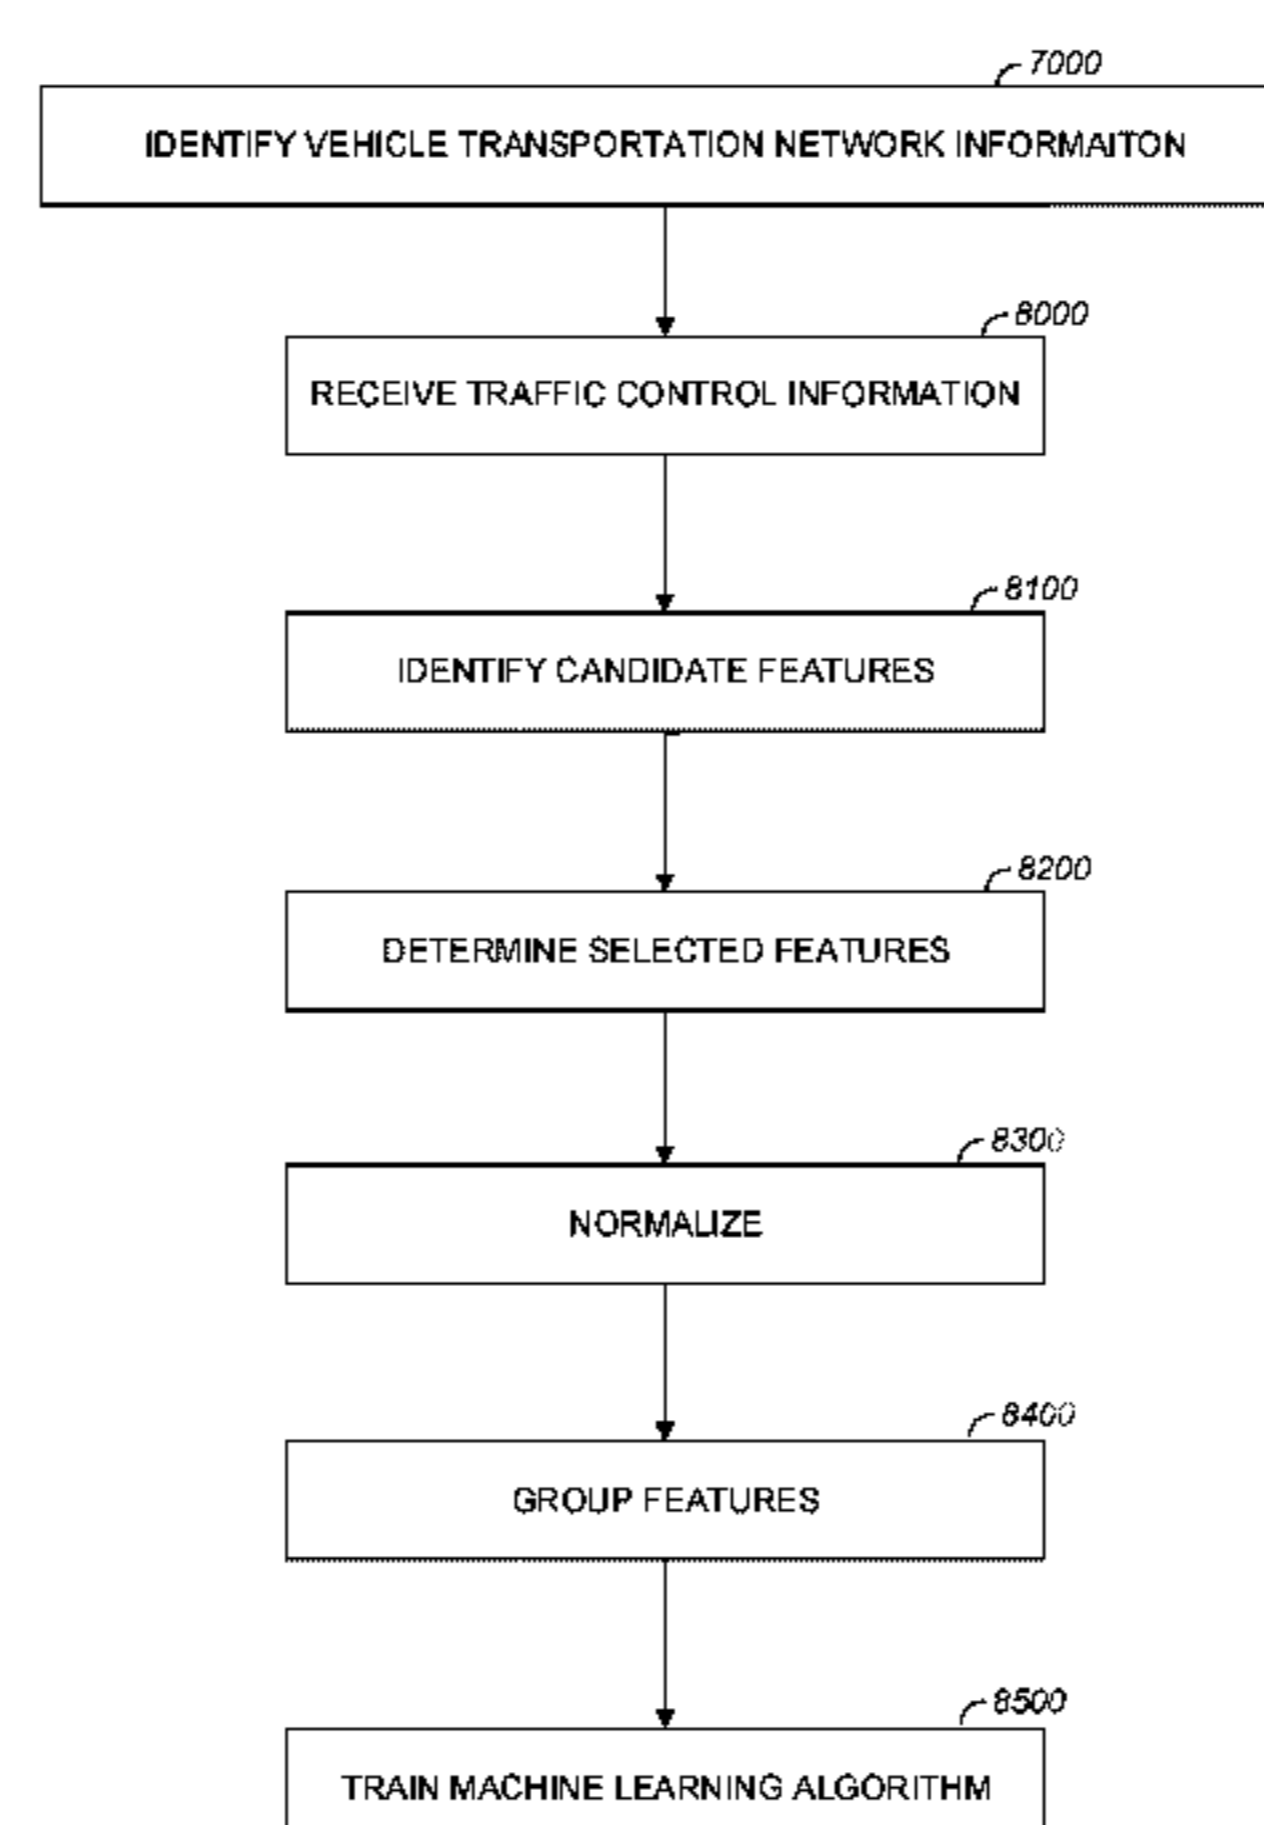 7000
IDENTIFY VEHICLE TRANSPORTATION NETWORK INFORMAITON
8000
RECEIVE TRAFFIC CONTROL INFORMATION
8100
IDENTIFY CANDIDATE FEATURES
8200
DETERMINE SELECTED FEATURES
8300
NORMALIZE
8400
GROUP FEATURES
8500
TRAIN MACHINE LEARNING ALGORITHM